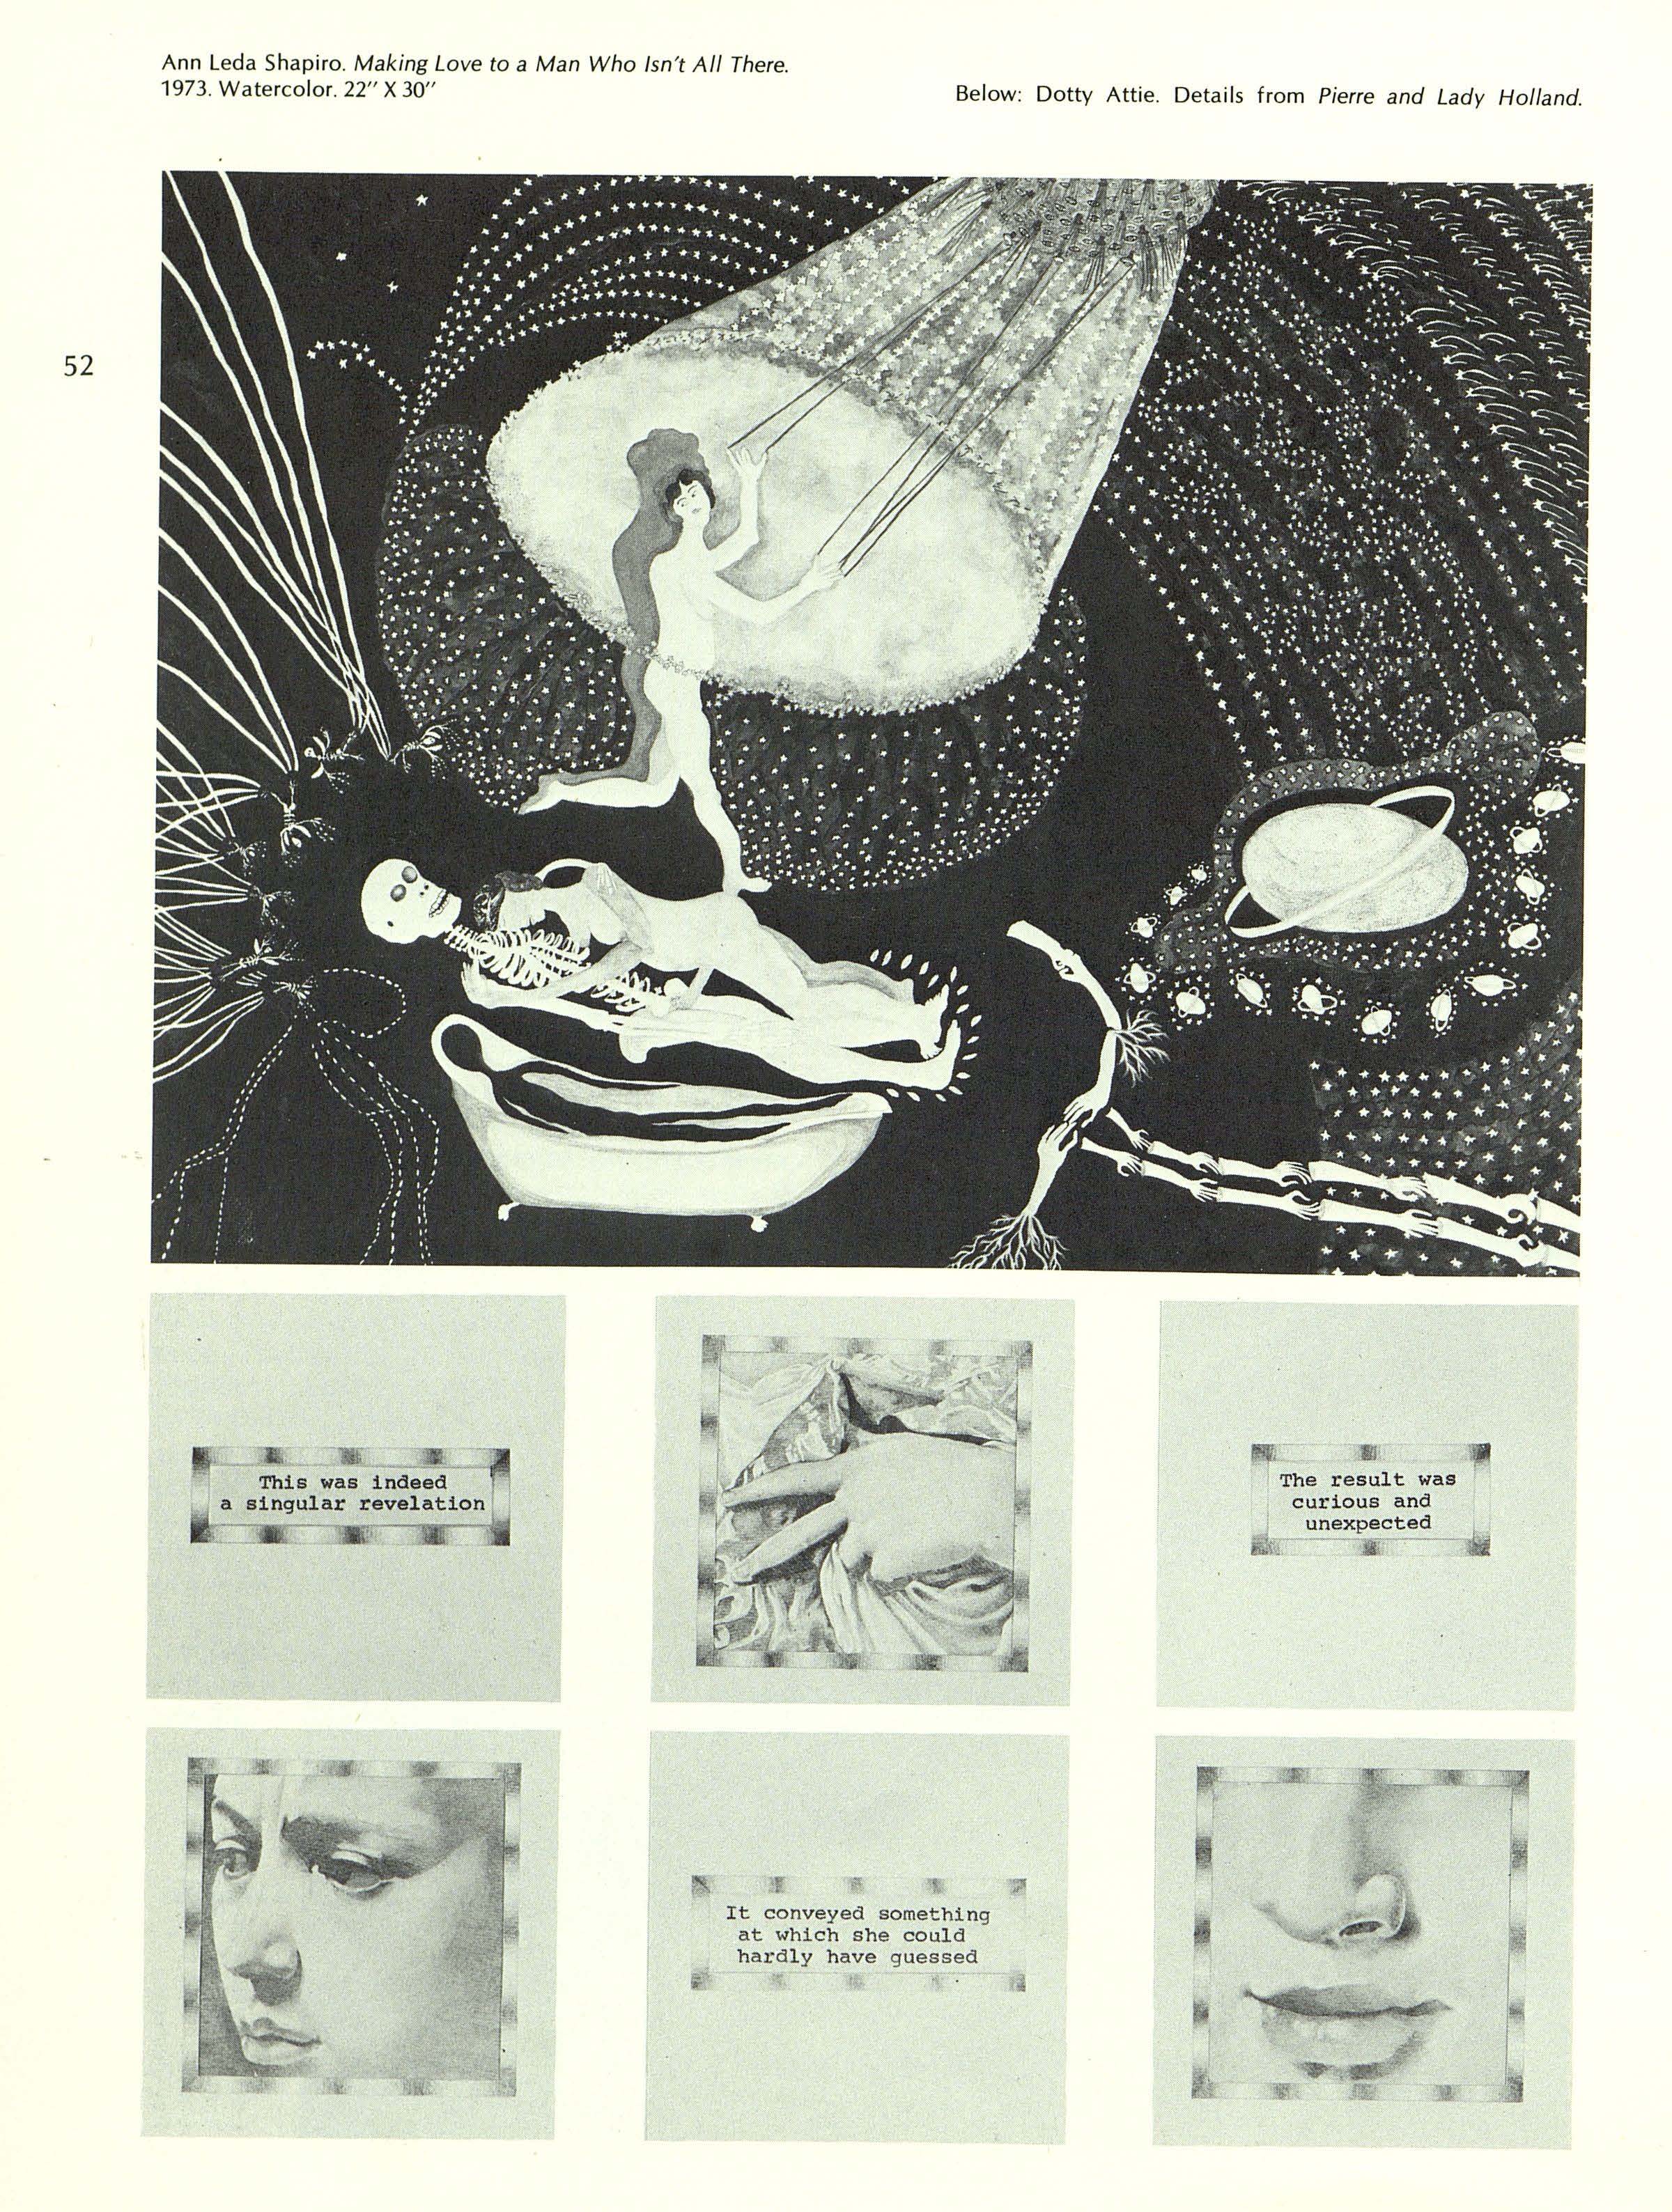 Ann Leda Shapiro. Making Love to a Man Who Isn't All There.
1973. Watercolor. 22" X 30"
Below: Dotty Attie. Details from Pierre and Lady Holland.
52
This was indeed
a singular revelation
The result was
curious and
unexpected
It conveyed something
at which she could
hardly have guessed